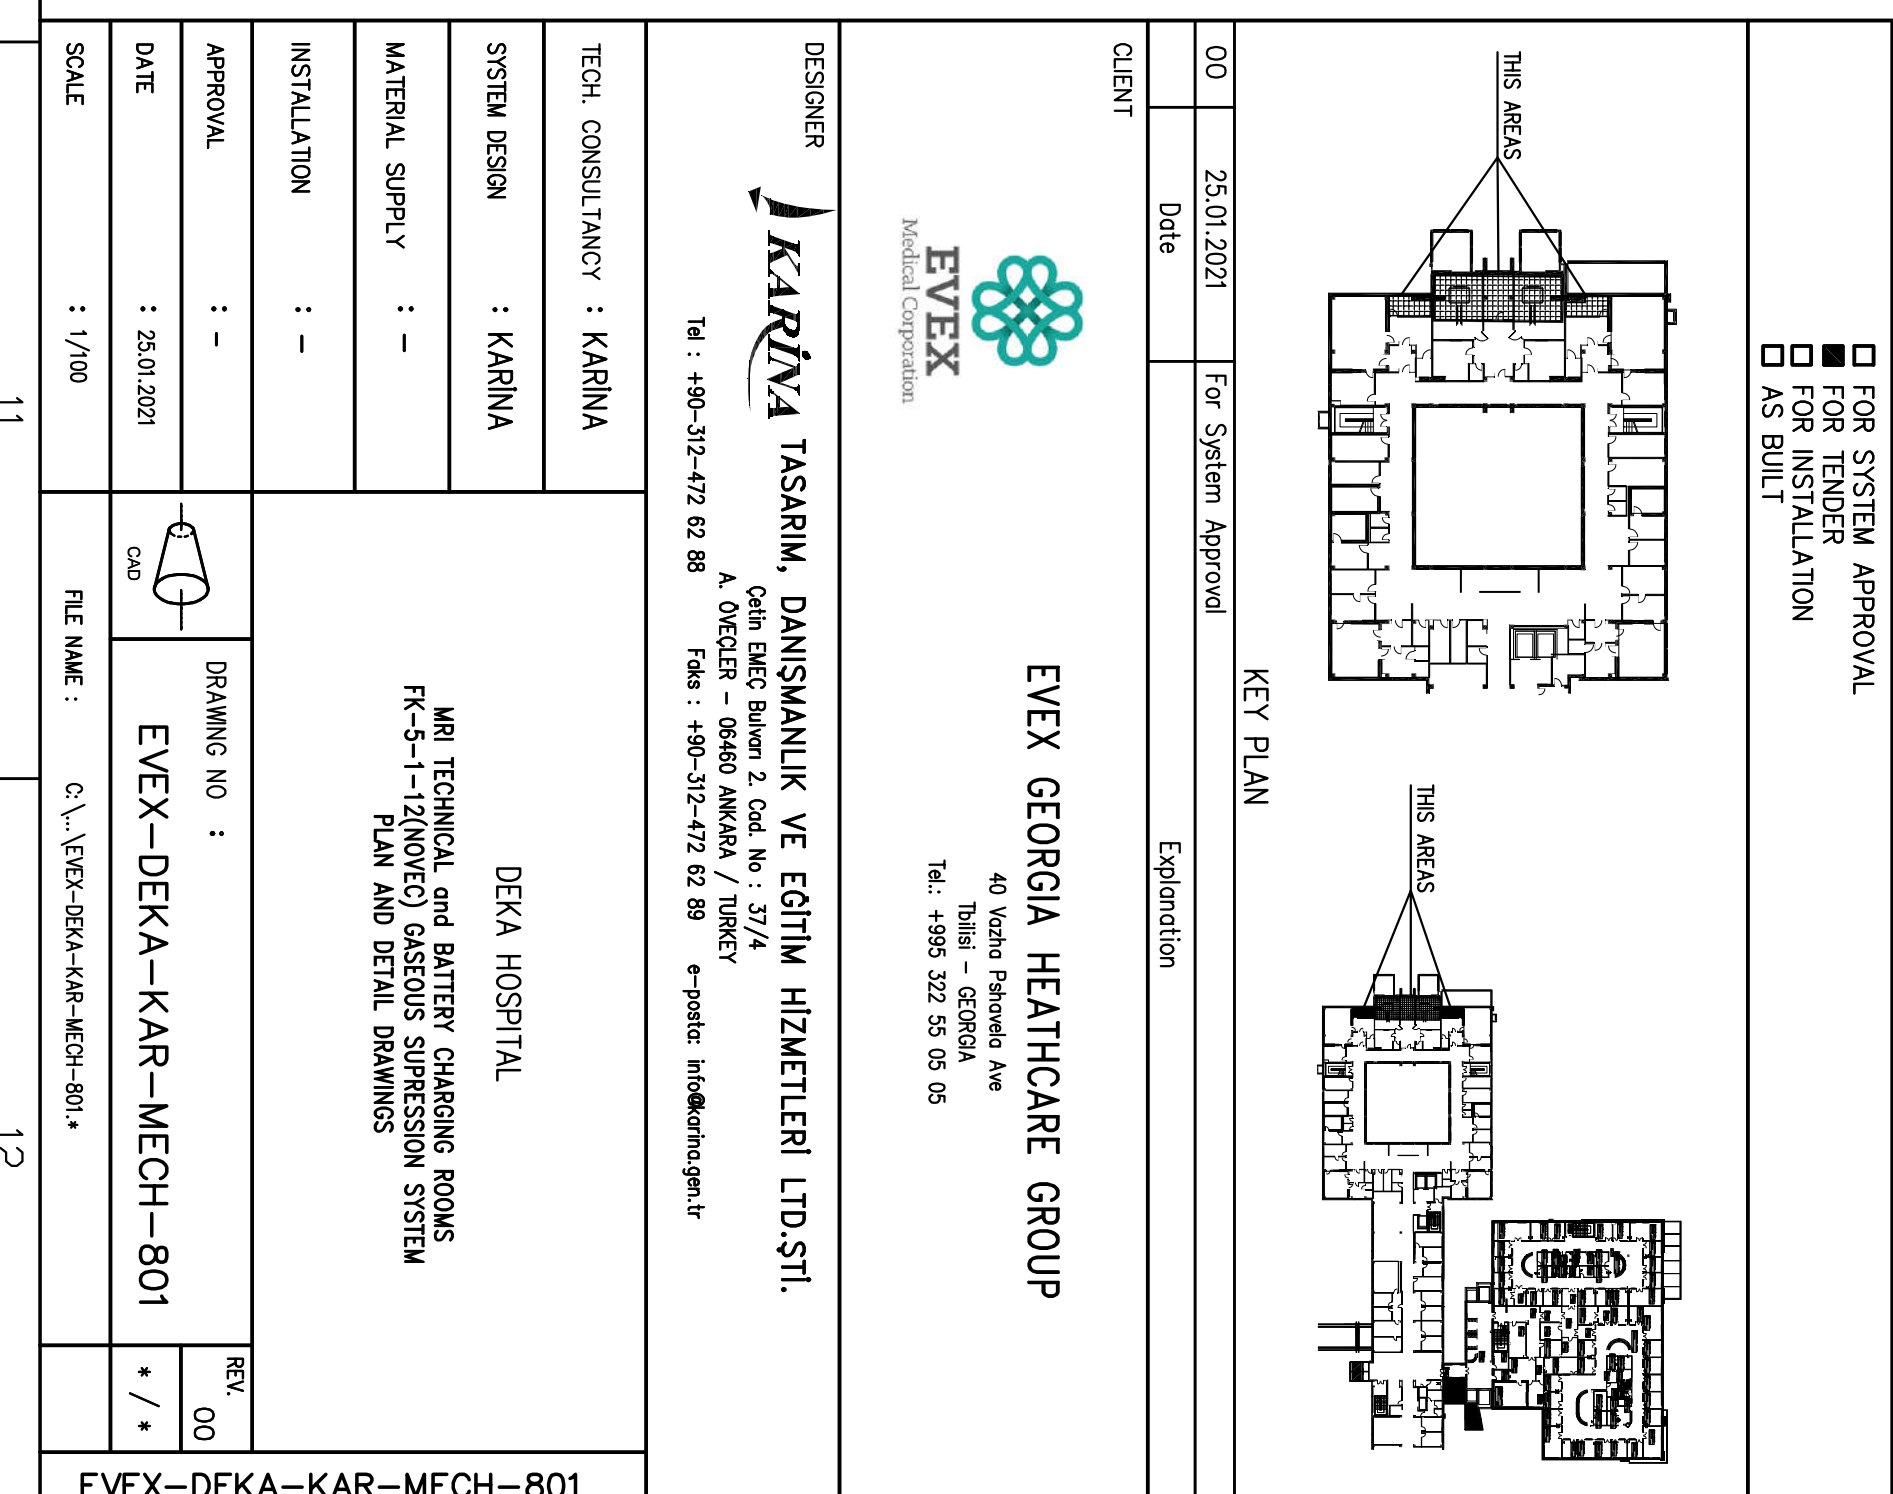 FOR SYSTEM APPROVAL
FOR TENDER
FOR INSTALLATION
AS BUILT
THIS AREAS
THIS AREAS
KEY PLAN
00 25.01.2021 For System Approval
Date Explanation
CLIENT
EVEX
Medical Corporation
EVEX GEORGIA HEATHCARE GROUP
40 Vazha Pshavela Ave
Tbilisi – GEORGIA
Tel.: +995 322 55 05 05
DESIGNER
KARİNA TASARIM, DANIŞMANLIK VE EĞİTİM HİZMETLERİ LTD.ŞTİ.
Çetin EMEÇ Bulvarı 2. Cad. No : 37/4
A. ÖVEÇLER – 06460 ANKARA / TURKEY
Tel : +90-312-472 62 88 Faks : +90-312-472 62 89 e-posta: info@karina.gen.tr
TECH. CONSULTANCY : KARİNA
SYSTEM DESIGN : KARİNA
MATERIAL SUPPLY : -
INSTALLATION : -
APPROVAL : -
DATE : 25.01.2021
SCALE : 1/100
DEKA HOSPITAL
MRI TECHNICAL and BATTERY CHARGING ROOMS
FK-5-1-12(NOVEC) GASEOUS SUPRESSION SYSTEM
PLAN AND DETAIL DRAWINGS
CAD
DRAWING NO :
EVEX-DEKA-KAR-MECH-801
REV.
00
* / *
FILE NAME : C:\...\EVEX-DEKA-KAR-MECH-801.*
EVEX-DEKA-KAR-MECH-801
11
12